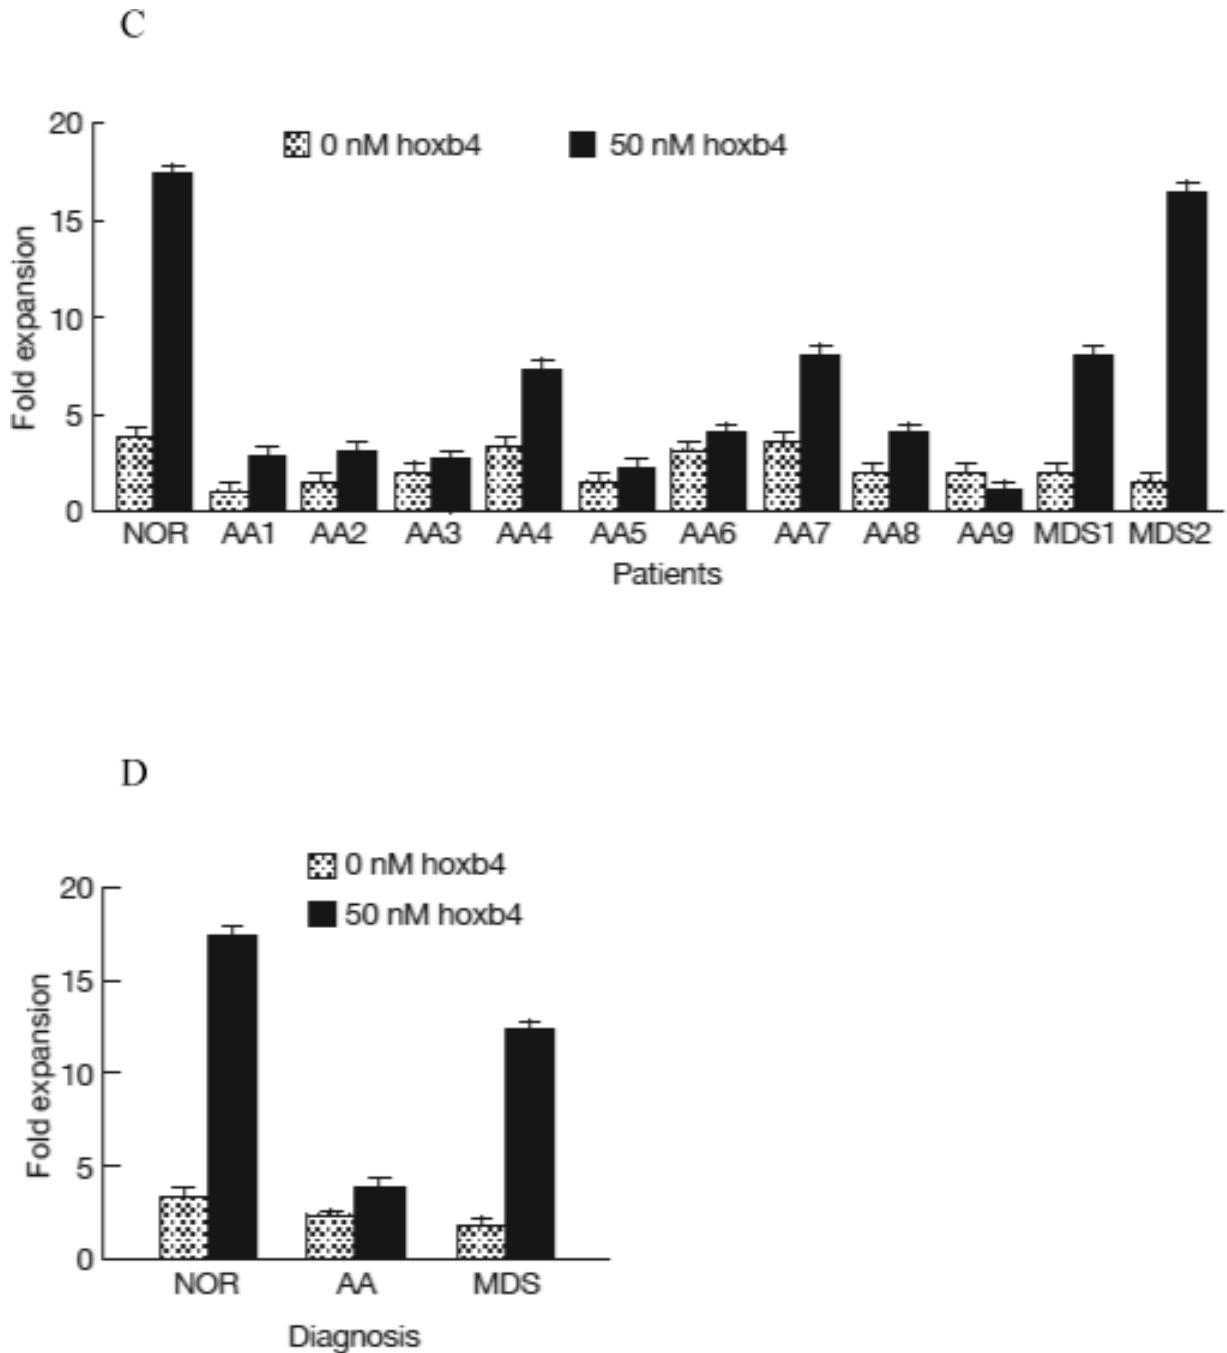 C
20
0 nM hoxb4 50 nM hoxb4
15
10
5
0
Fold expansion
NOR AA1 AA2 AA3 AA4 AA5 AA6 AA7 AA8 AA9 MDS1 MDS2
Patients
D
0 nM hoxb4
50 nM hoxb4
20
15
10
5
0
Fold expansion
NOR AA MDS
Diagnosis